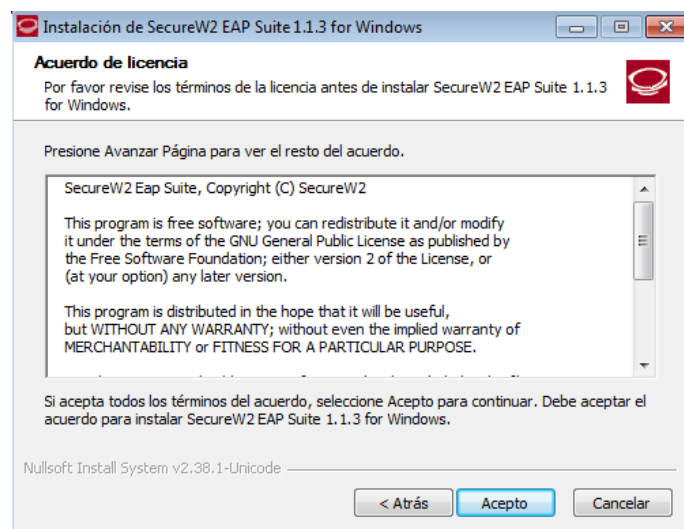 Instalación de SecureW2 EAP Suite 1.1.3 for Windows
Acuerdo de licencia
Por favor revise los términos de la licencia antes de instalar SecureW2 EAP Suite 1.1.3
for Windows.
Presione Avanzar Página para ver el resto del acuerdo.
SecureW2 Eap Suite, Copyright (C) SecureW2
This program is free software; you can redistribute it and/or modify
it under the terms of the GNU General Public License as published by
the Free Software Foundation; either version 2 of the License, or
(at your option) any later version.
This program is distributed in the hope that it will be useful,
but WITHOUT ANY WARRANTY; without even the implied warranty of
MERCHANTABILITY or FITNESS FOR A PARTICULAR PURPOSE.
Si acepta todos los términos del acuerdo, seleccione Acepto para continuar. Debe aceptar el
acuerdo para instalar SecureW2 EAP Suite 1.1.3 for Windows.
Nullsoft Install System v2.38.1-Unicode
< Atrás Acepto Cancelar